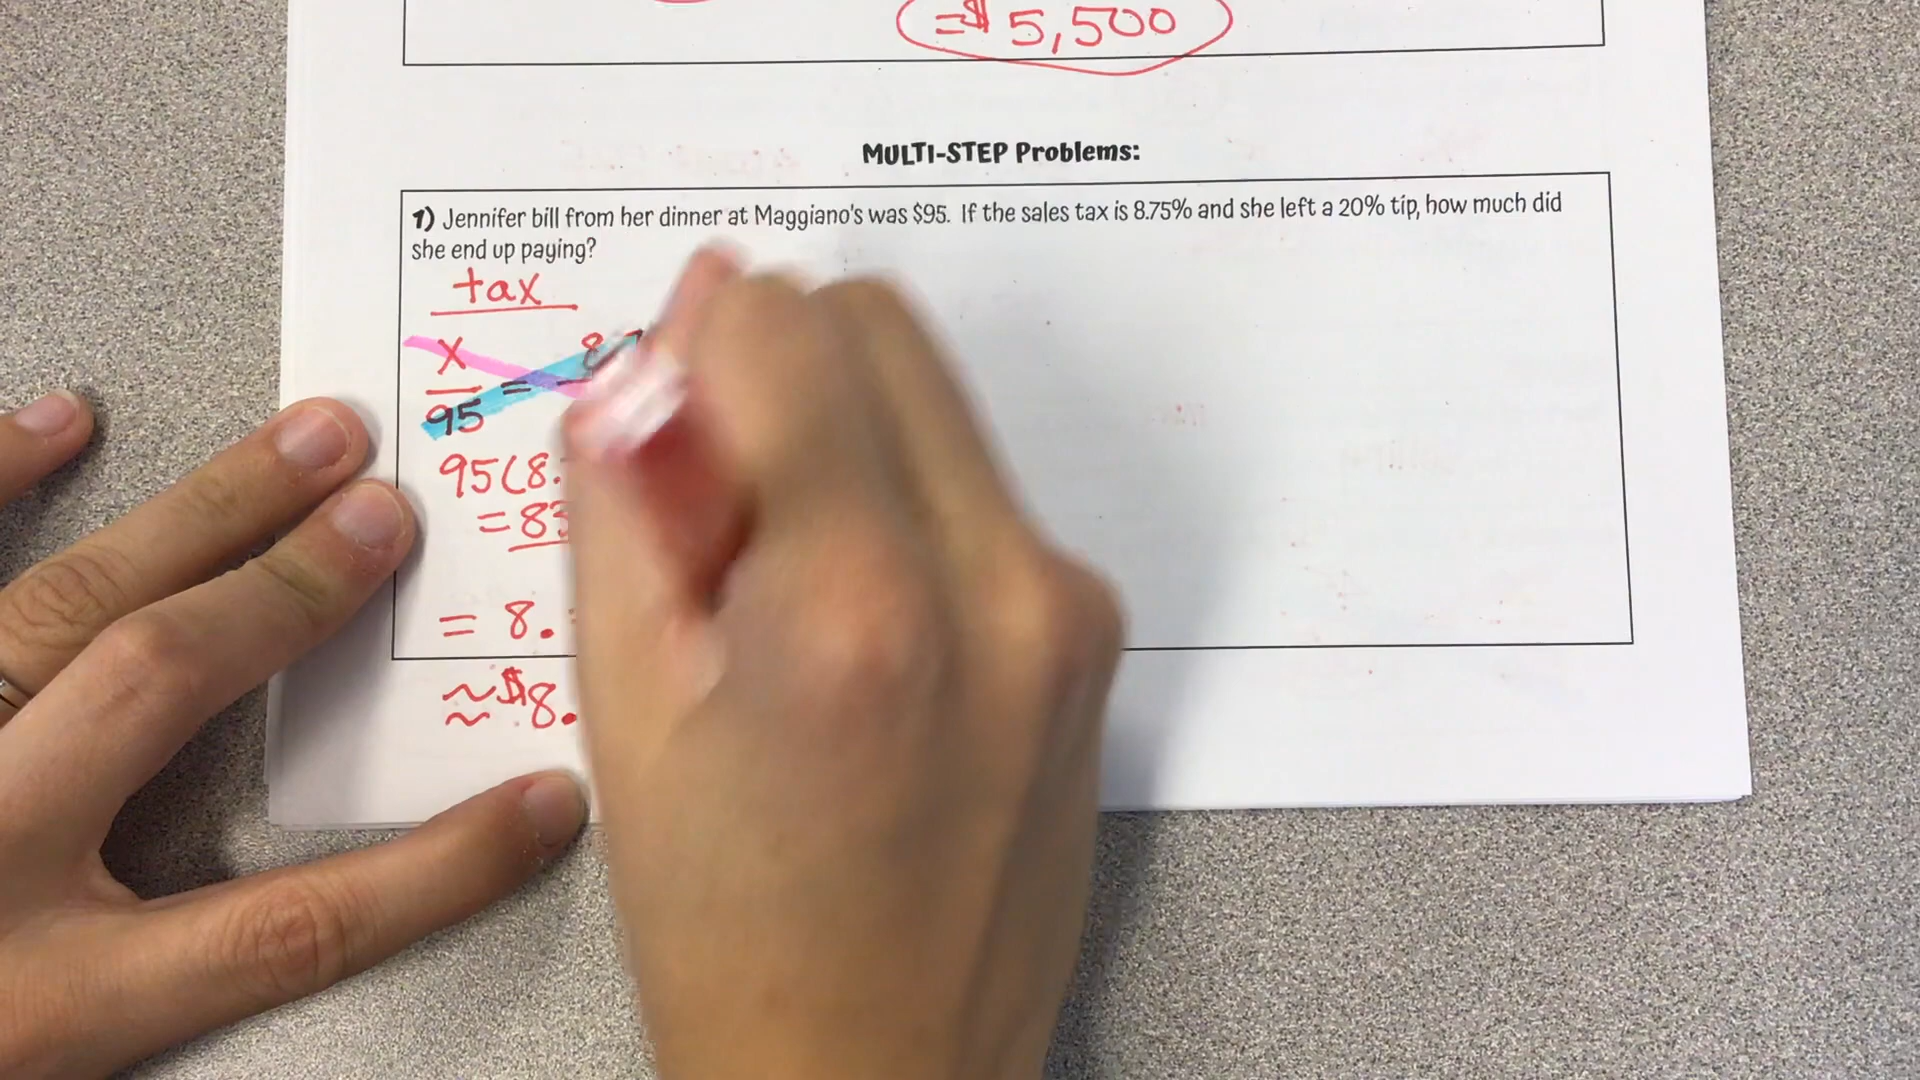 =$5,500
MULTI-STEP Problems:
1) Jennifer bill from her dinner at Maggiano's was $95. If the sales tax is 8.75% and she left a 20% tip, how much did
she end up paying?
tax
x
95 =
95(8.
=83
= 8.
≈$8.